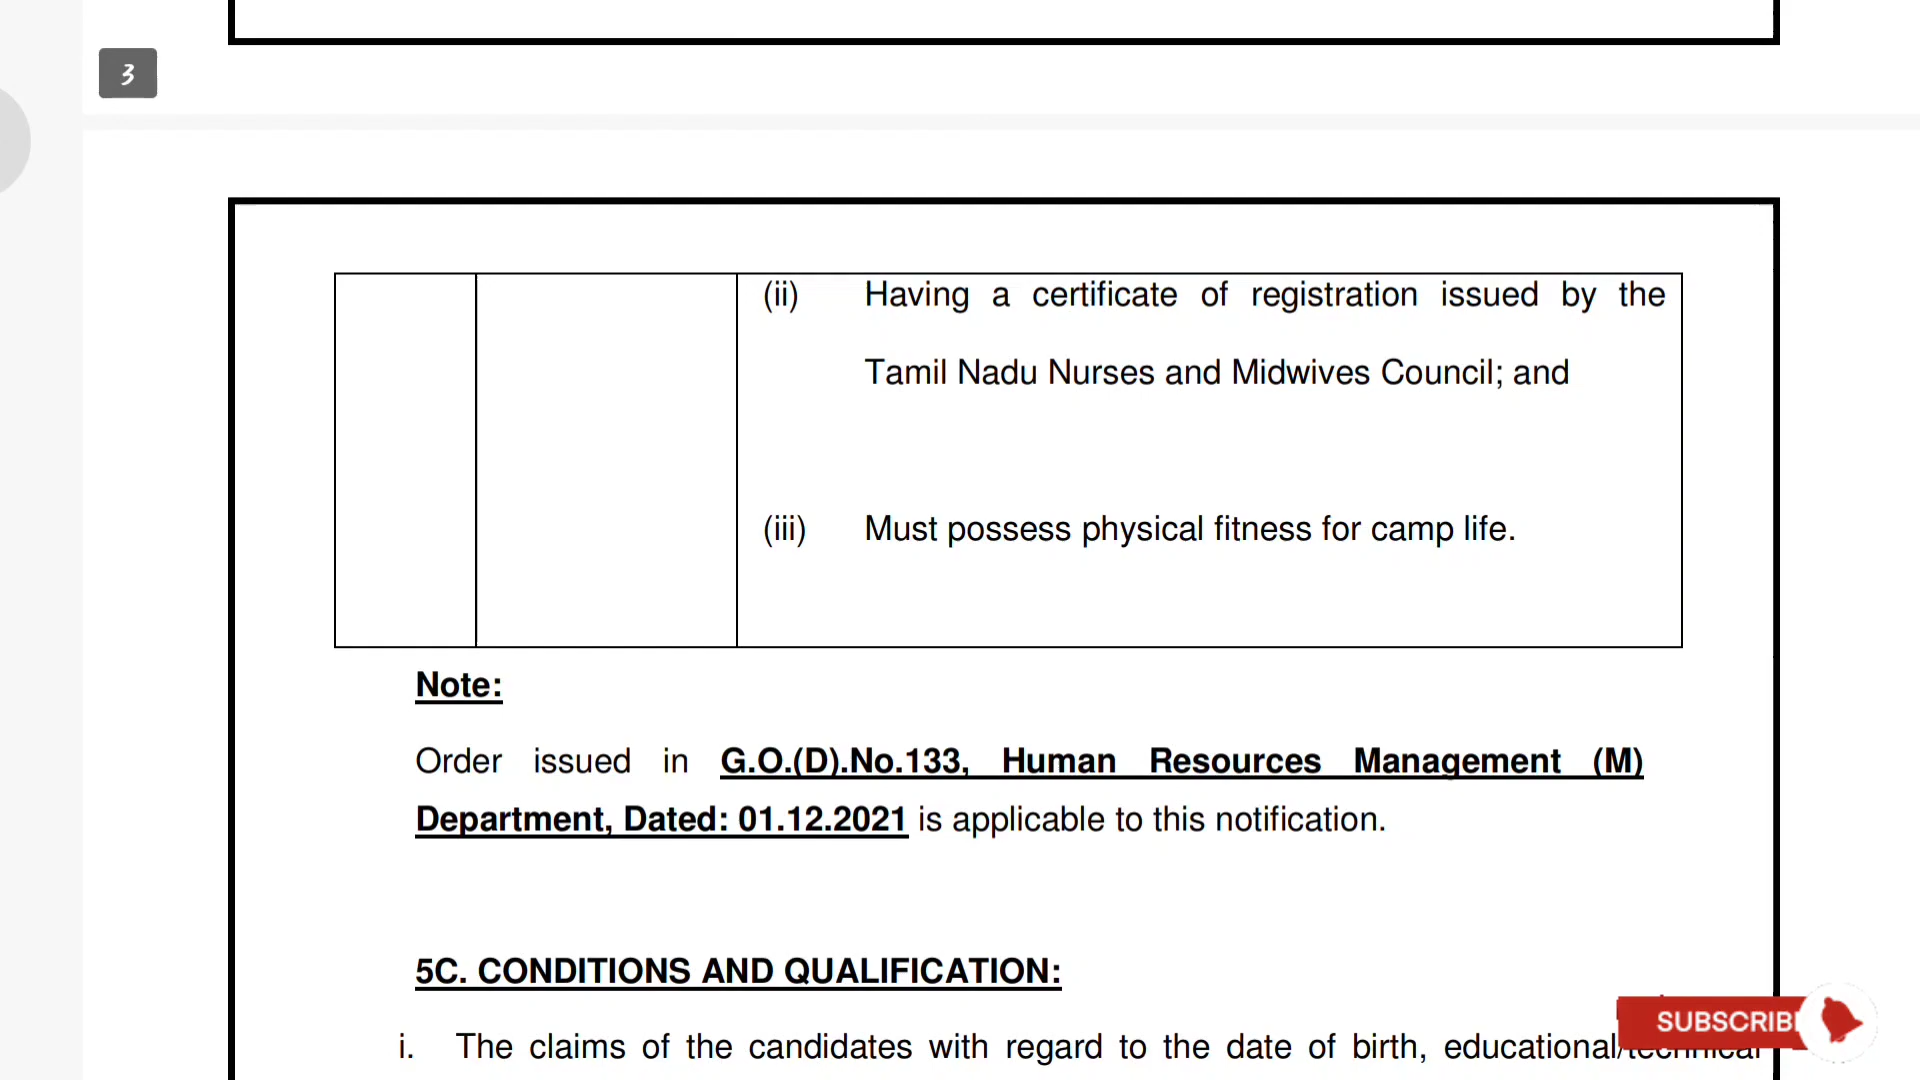 3
(ii) Having a certificate of registration issued by the
Tamil Nadu Nurses and Midwives Council; and
(iii) Must possess physical fitness for camp life.
Note:
Order issued in G.O.(D).No.133, Human Resources Management (M)
Department, Dated: 01.12.2021 is applicable to this notification.
5C. CONDITIONS AND QUALIFICATION:
i. The claims of the candidates with regard to the date of birth, educational/technical